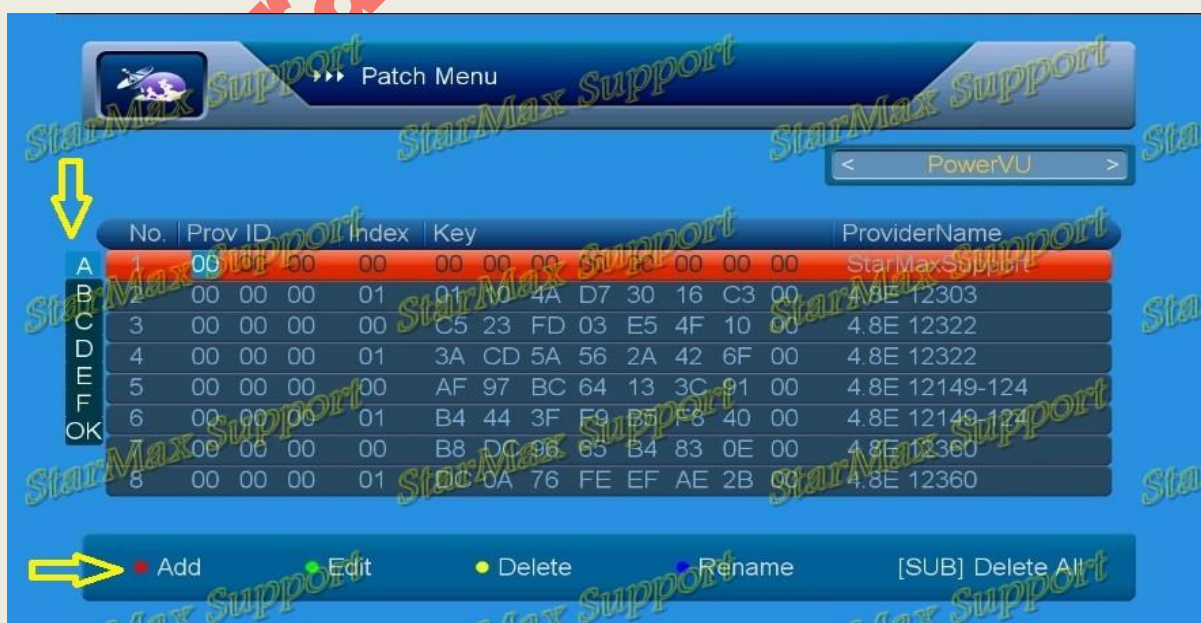 Patch Menu
< PowerVU >
No. Prov ID Index Key ProviderName
A 1 00 00 00 00 00 00 00 00 00 00 00 00 StarMaxSupport
B 2 00 00 00 01 01 10 4A D7 30 16 C3 00 4.8E 12303
C 3 00 00 00 00 C5 23 FD 03 E5 4F 10 00 4.8E 12322
D 4 00 00 00 01 3A CD 5A 56 2A 42 6F 00 4.8E 12322
E 5 00 00 00 00 AF 97 BC 64 13 3C 91 00 4.8E 12149-124
F 6 00 00 00 01 B4 44 3F F9 B5 F8 40 00 4.8E 12149-124
OK 7 00 00 00 00 B8 DC 96 65 B4 83 0E 00 4.8E 12360
8 00 00 00 01 DC 0A 76 FE EF AE 2B 00 4.8E 12360
Add Edit Delete Rename [SUB] Delete All
StarMax Support